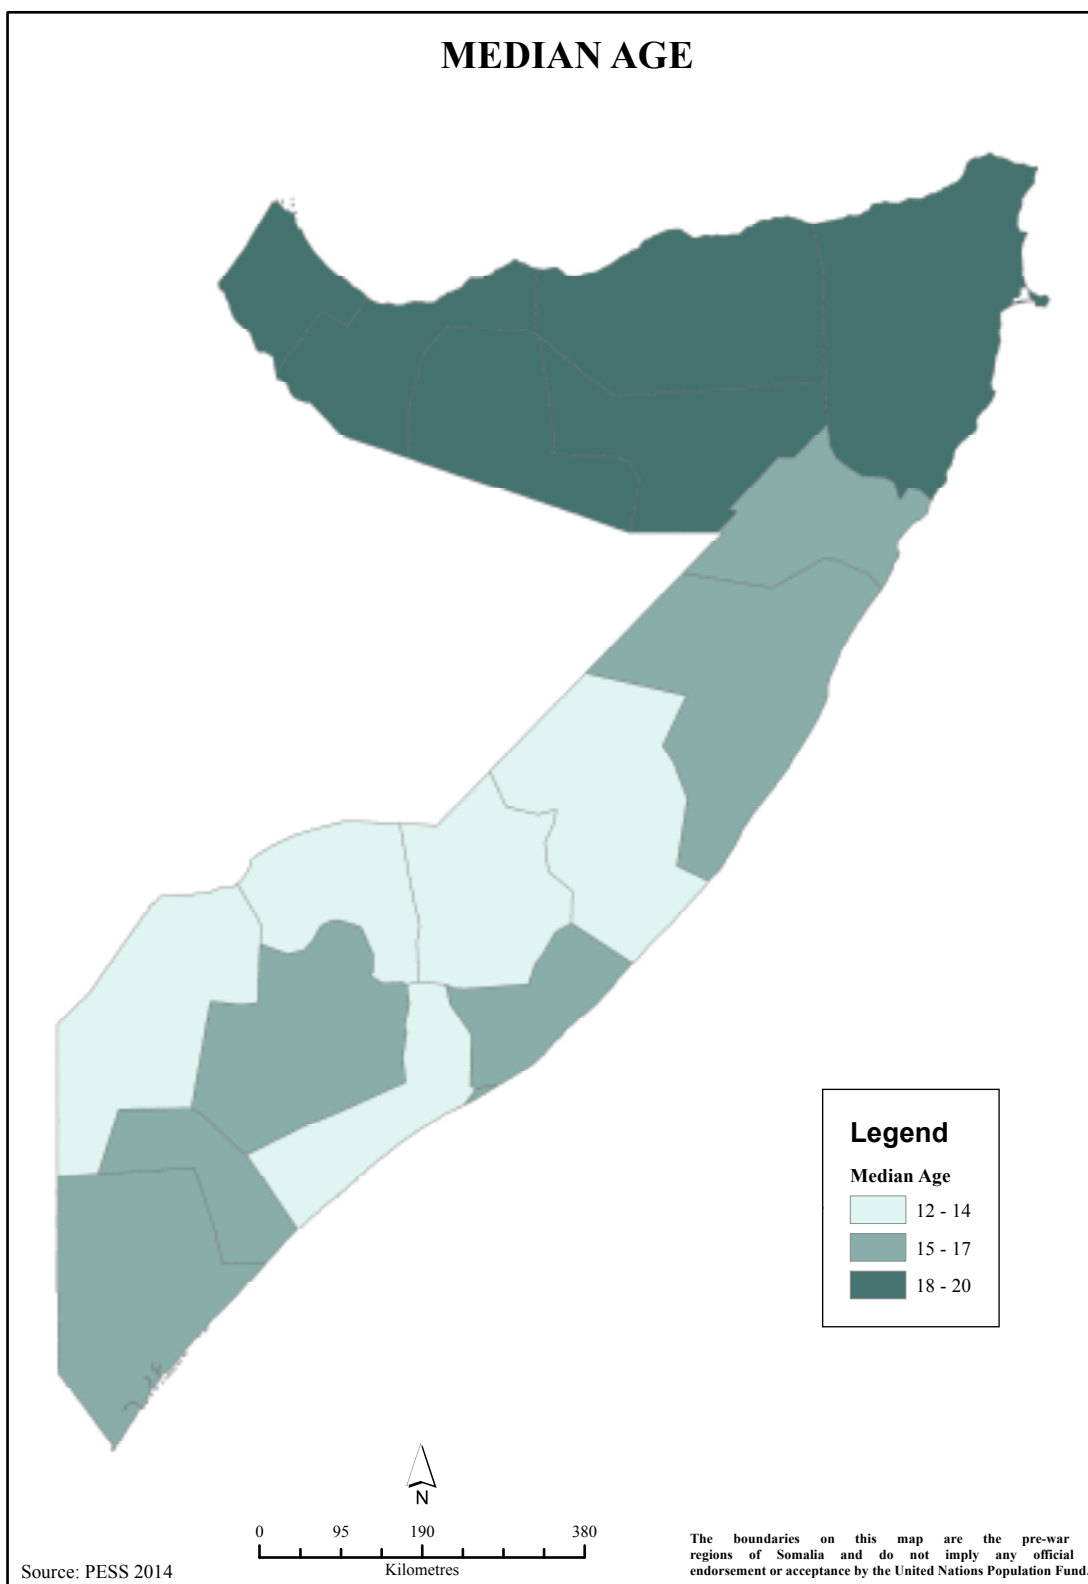 MEDIAN AGE
Legend
Median Age
12 - 14
15 - 17
18 - 20
N
0 95 190 380
Kilometres
Source: PESS 2014
The boundaries on this map are the pre-war
regions of Somalia and do not imply any official
endorsement or acceptance by the United Nations Population Fund.